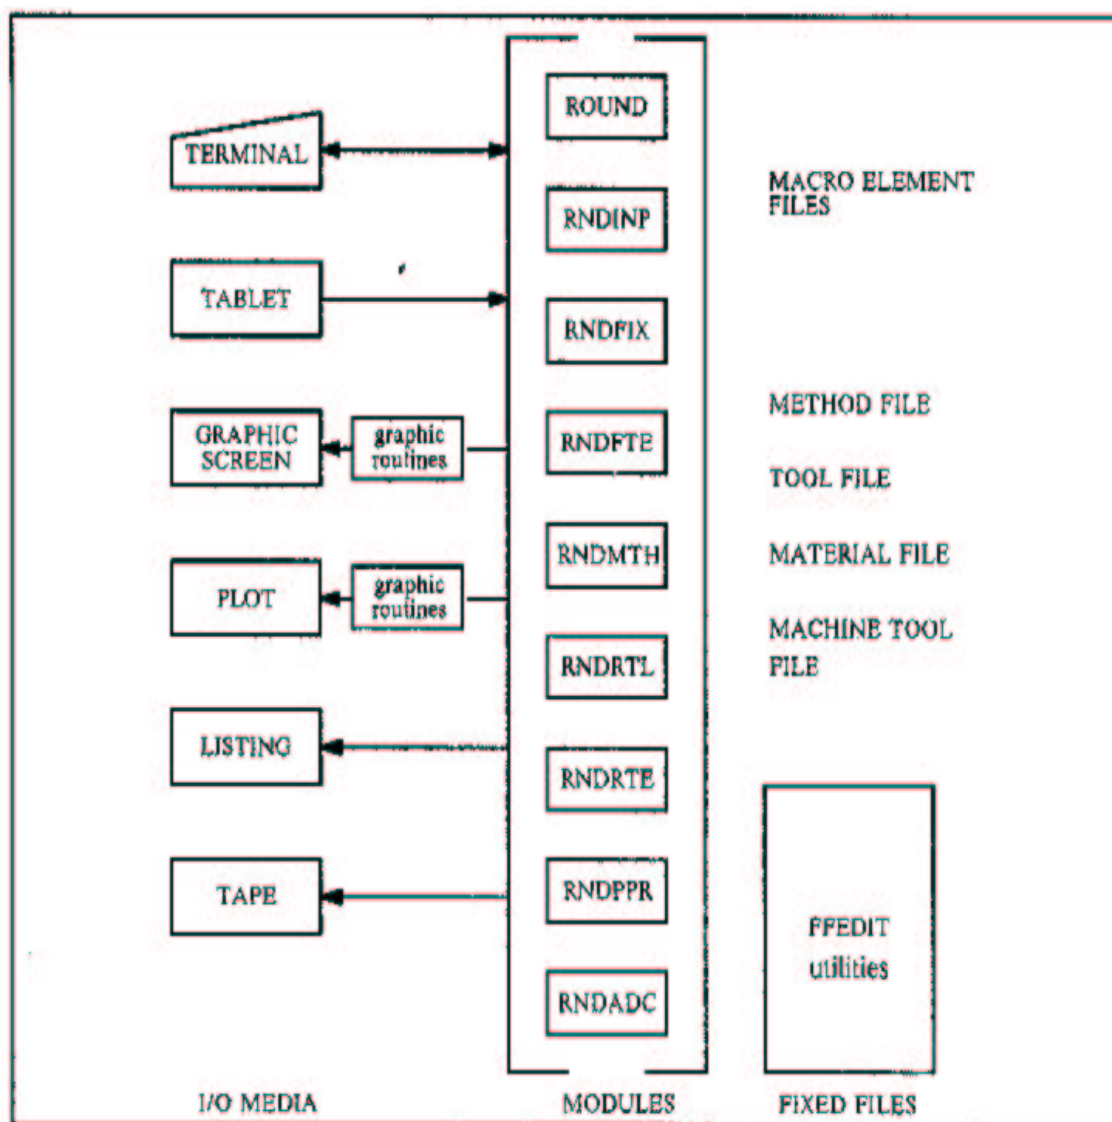 TERMINAL
TABLET
GRAPHIC
SCREEN
graphic
routines
PLOT
graphic
routines
LISTING
TAPE
I/O MEDIA
ROUND
RNDINP
RNDFIX
RNDFTE
RNDMTH
RNDRTL
RNDRTE
RNDPPR
RNDADC
MODULES
MACRO ELEMENT
FILES
METHOD FILE
TOOL FILE
MATERIAL FILE
MACHINE TOOL
FILE
FFEDIT
utilities
FIXED FILES